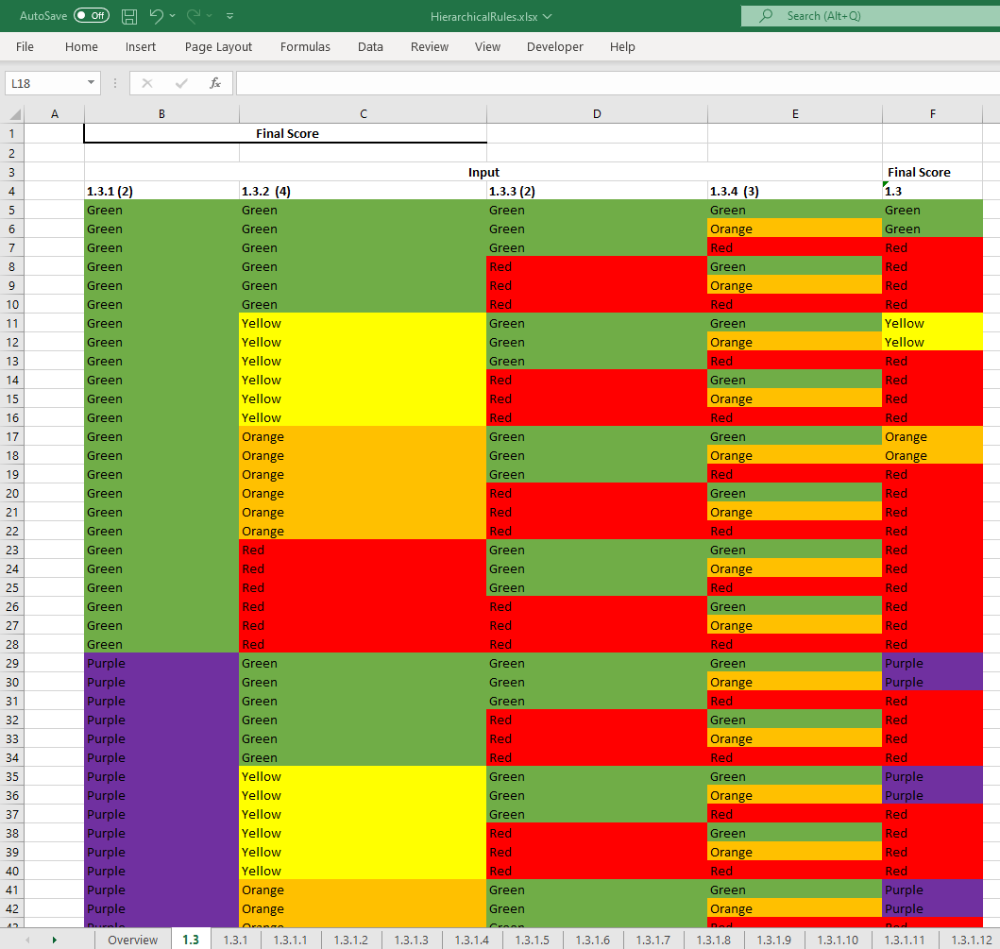 AutoSave Off HierarchicalRules.xlsx Search (Alt+Q)
File Home Insert Page Layout Formulas Data Review View Developer Help
L18 fx
A B C D E F
1 Final Score
2
3 Input Final Score
4 1.3.1 (2) 1.3.2 (4) 1.3.3 (2) 1.3.4 (3) 1.3
5 Green Green Green Green Green
6 Green Green Green Orange Green
7 Green Green Green Red Red
8 Green Green Red Green Red
9 Green Green Red Orange Red
10 Green Green Red Red Red
11 Green Yellow Green Green Yellow
12 Green Yellow Green Orange Yellow
13 Green Yellow Green Red Red
14 Green Yellow Red Green Red
15 Green Yellow Red Orange Red
16 Green Yellow Red Red Red
17 Green Orange Green Green Orange
18 Green Orange Green Orange Orange
19 Green Orange Green Red Red
20 Green Orange Red Green Red
21 Green Orange Red Orange Red
22 Green Orange Red Red Red
23 Green Red Green Green Red
24 Green Red Green Orange Red
25 Green Red Green Red Red
26 Green Red Red Green Red
27 Green Red Red Orange Red
28 Green Red Red Red Red
29 Purple Green Green Green Purple
30 Purple Green Green Orange Purple
31 Purple Green Green Red Red
32 Purple Green Red Green Red
33 Purple Green Red Orange Red
34 Purple Green Red Red Red
35 Purple Yellow Green Green Purple
36 Purple Yellow Green Orange Purple
37 Purple Yellow Green Red Red
38 Purple Yellow Red Green Red
39 Purple Yellow Red Orange Red
40 Purple Yellow Red Red Red
41 Purple Orange Green Green Purple
42 Purple Orange Green Orange Purple
43 Purple Orange Green Red Red
Overview 1.3 1.3.1 1.3.1.1 1.3.1.2 1.3.1.3 1.3.1.4 1.3.1.5 1.3.1.6 1.3.1.7 1.3.1.8 1.3.1.9 1.3.1.10 1.3.1.11 1.3.1.12